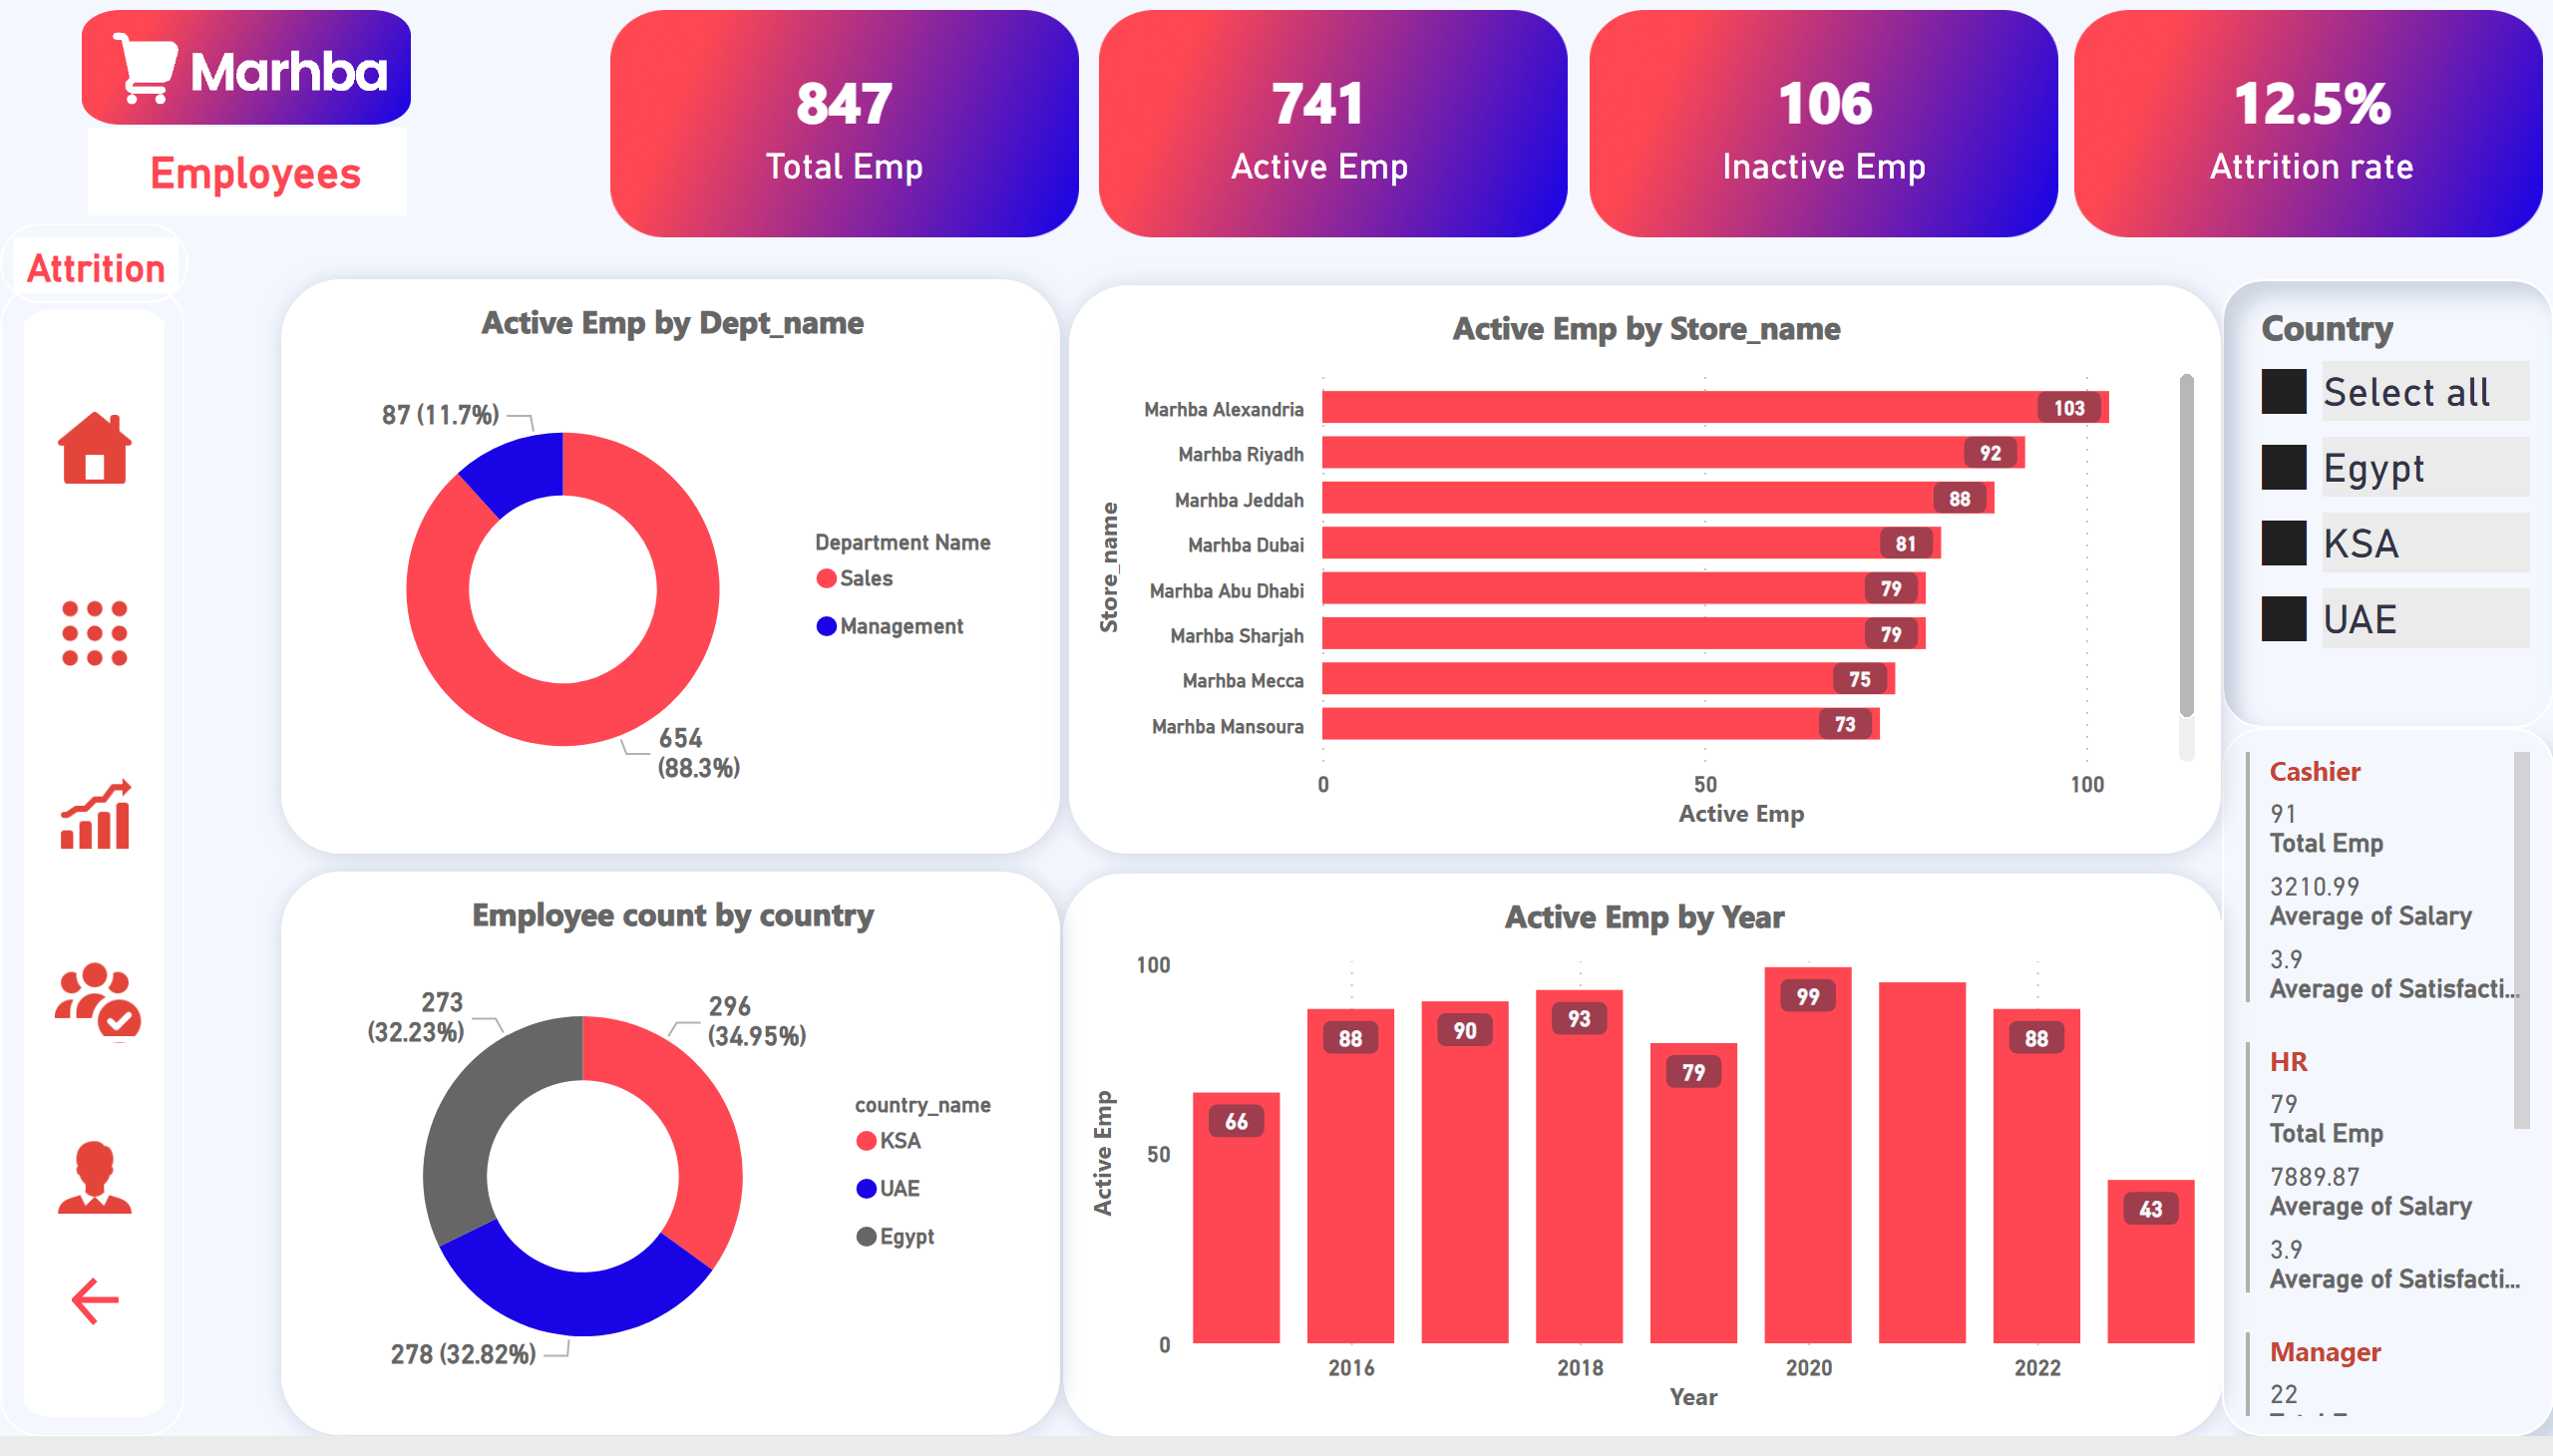 Marhba
Employees
847
Total Emp
741
Active Emp
106
Inactive Emp
12.5%
Attrition rate
Attrition
Active Emp by Dept_name
87 (11.7%)
654
(88.3%)
Department Name
Sales
Management
Active Emp by Store_name
Store_name
Marhba Alexandria
103
Marhba Riyadh
92
Marhba Jeddah
88
Marhba Dubai
81
Marhba Abu Dhabi
79
Marhba Sharjah
79
Marhba Mecca
75
Marhba Mansoura
73
0
50
100
Active Emp
Country
Select all
Egypt
KSA
UAE
Employee count by country
273
(32.23%)
296
(34.95%)
278 (32.82%)
country_name
KSA
UAE
Egypt
Active Emp by Year
Active Emp
100
50
0
66
88
90
93
79
99
88
43
2016
2018
2020
2022
Year
Cashier
91
Total Emp
3210.99
Average of Salary
3.9
Average of Satisfacti...
HR
79
Total Emp
7889.87
Average of Salary
3.9
Average of Satisfacti...
Manager
22